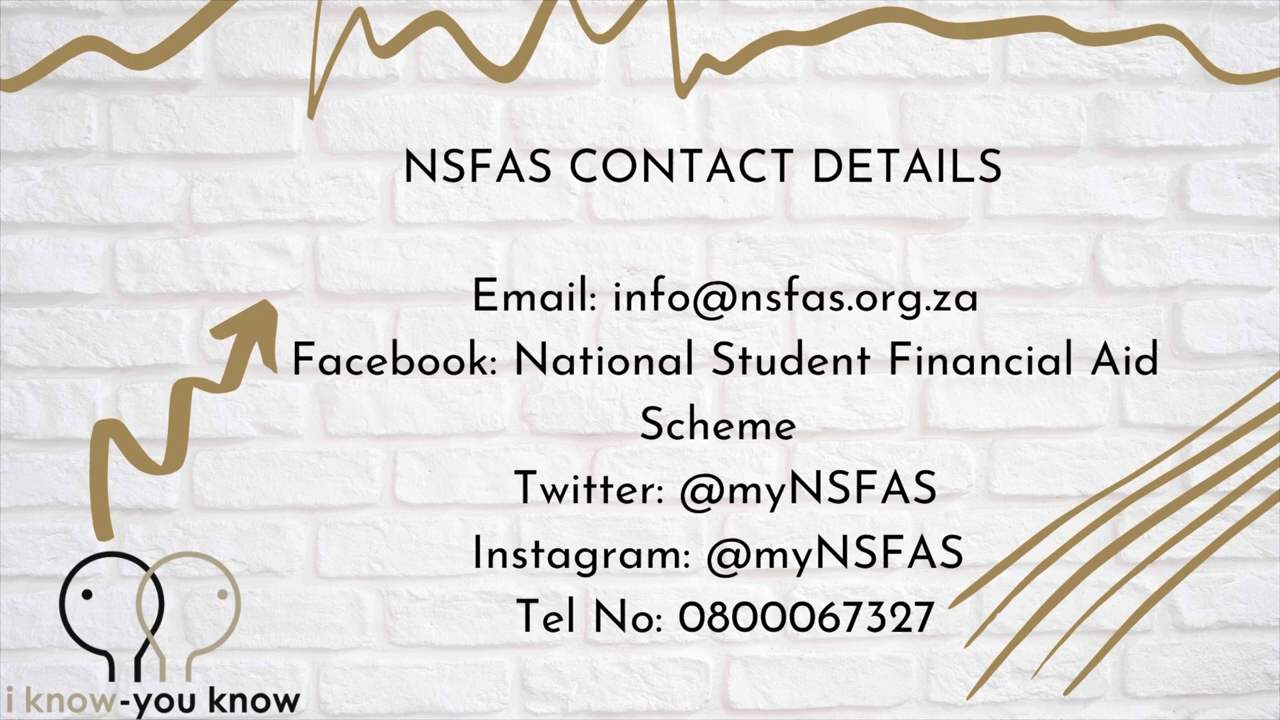 NSFAS CONTACT DETAILS
Email: info@nsfas.org.za
Facebook: National Student Financial Aid
Scheme
Twitter: @myNSFAS
Instagram: @myNSFAS
Tel No: 0800067327
i know-you know